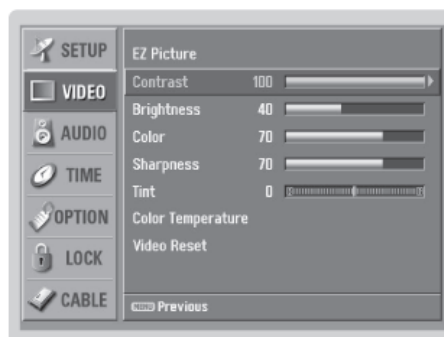 SETUP
VIDEO
AUDIO
TIME
OPTION
LOCK
CABLE
EZ Picture
Contrast 100
Brightness 40
Color 70
Sharpness 70
Tint 0
Color Temperature
Video Reset
MENU Previous